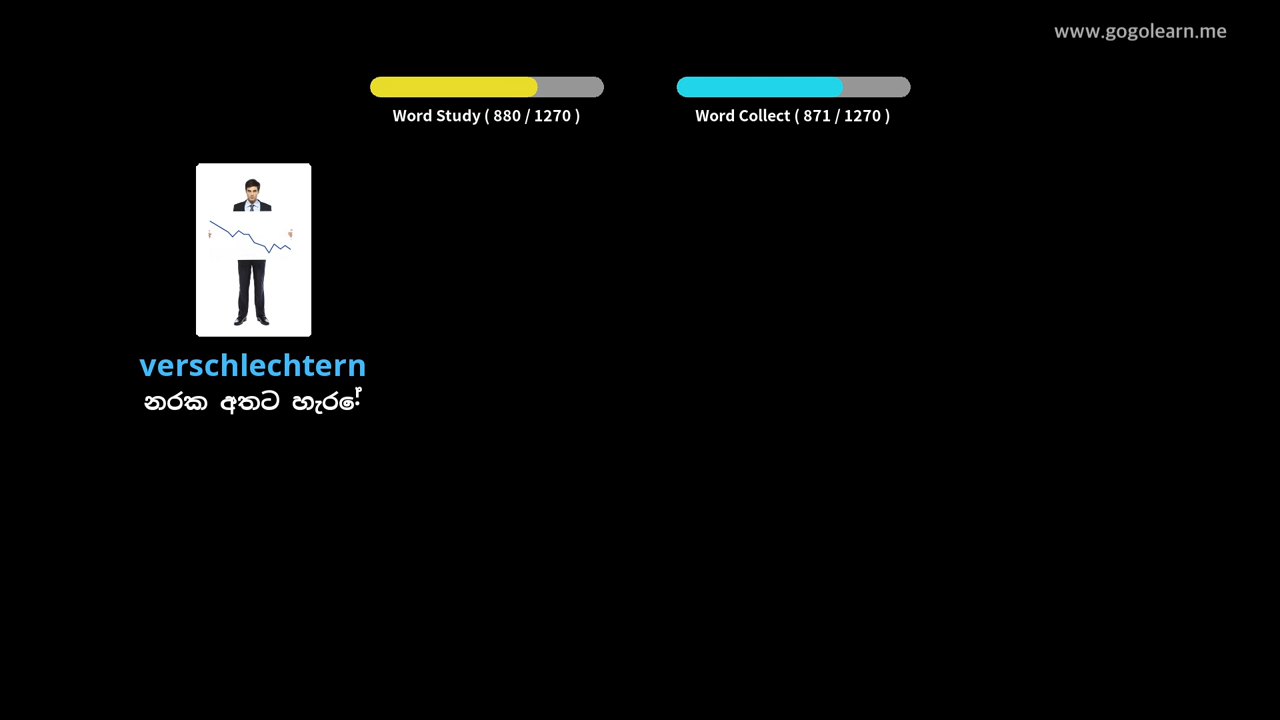 www.gogolearn.me
Word Study ( 880 / 1270 )
Word Collect ( 871 / 1270 )
verschlechtern
නරක අතට හැරේ!